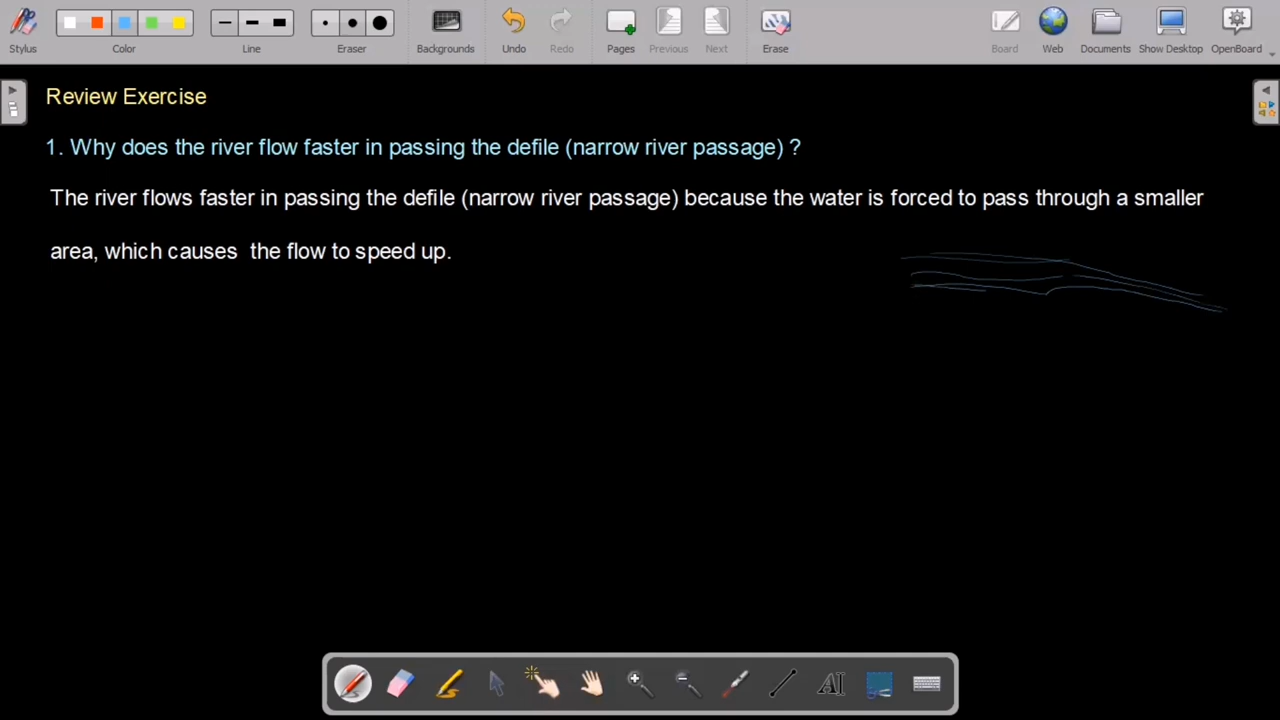 Stylus Color Line Eraser Backgrounds Undo Redo Pages Previous Next Erase Board Web Documents Show Desktop OpenBoard
Review Exercise
1. Why does the river flow faster in passing the defile (narrow river passage) ?
The river flows faster in passing the defile (narrow river passage) because the water is forced to pass through a smaller
area, which causes  the flow to speed up.
AI